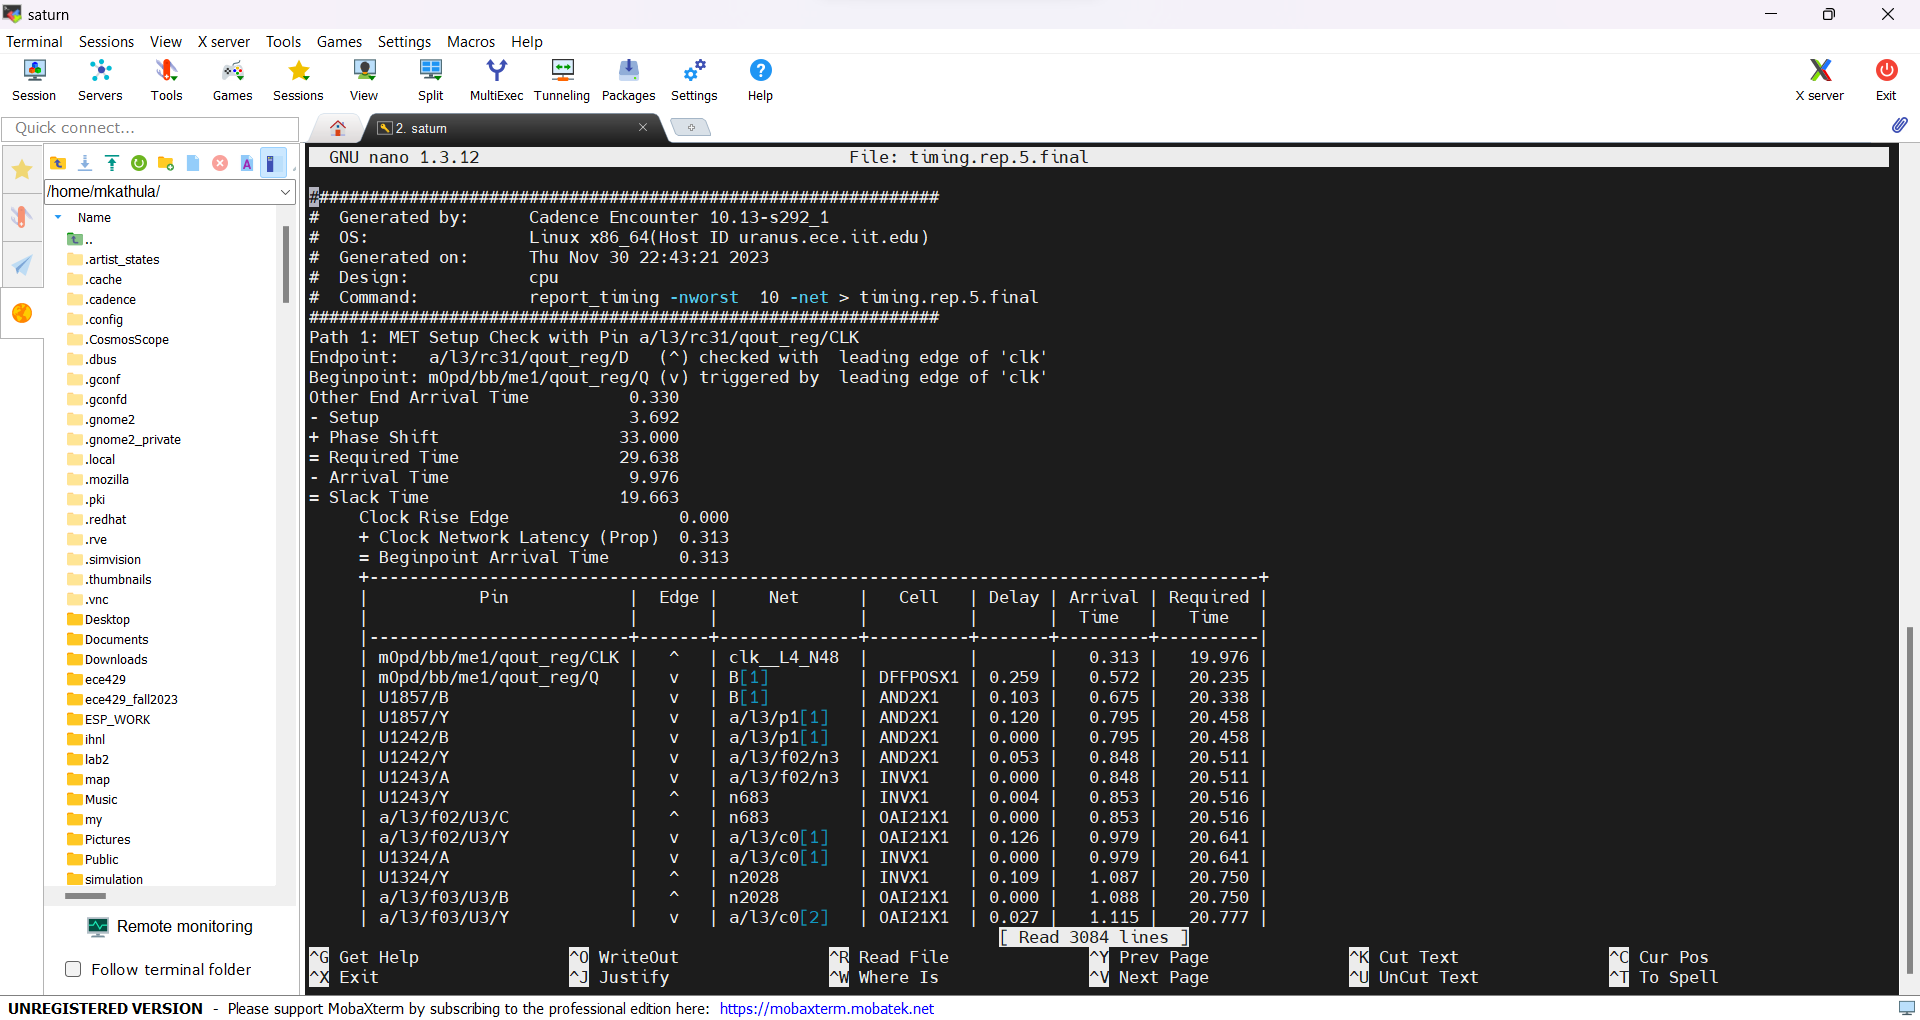 saturn
Terminal Sessions View X server Tools Games Settings Macros Help
Session Servers Tools Games Sessions View Split MultiExec Tunneling Packages Settings Help X server Exit
Quick connect...
2. saturn
/home/mkathula/
Name
..
.artist_states
.cache
.cadence
.config
.CosmosScope
.dbus
.gconf
.gconfd
.gnome2
.gnome2_private
.local
.mozilla
.pki
.redhat
.rve
.simvision
.thumbnails
.vnc
Desktop
Documents
Downloads
ece429
ece429_fall2023
ESP_WORK
ihnl
lab2
map
Music
my
Pictures
Public
simulation
Remote monitoring
Follow terminal folder
GNU nano 1.3.12 File: timing.rep.5.final
###############################################################
# Generated by: Cadence Encounter 10.13-s292_1
# OS: Linux x86_64(Host ID uranus.ece.iit.edu)
# Generated on: Thu Nov 30 22:43:21 2023
# Design: cpu
# Command: report_timing -nworst 10 -net > timing.rep.5.final
###############################################################
Path 1: MET Setup Check with Pin a/l3/rc31/qout_reg/CLK
Endpoint: a/l3/rc31/qout_reg/D (^) checked with leading edge of 'clk'
Beginpoint: m0pd/bb/me1/qout_reg/Q (v) triggered by leading edge of 'clk'
Other End Arrival Time 0.330
- Setup 3.692
+ Phase Shift 33.000
= Required Time 29.638
- Arrival Time 9.976
= Slack Time 19.663
Clock Rise Edge 0.000
+ Clock Network Latency (Prop) 0.313
= Beginpoint Arrival Time 0.313
+-----------------------------------------------------------------------------------------+
| Pin | Edge | Net | Cell | Delay | Arrival | Required |
| | | | | | Time | Time |
|--------------------------+-------+--------------+----------+-------+---------+----------|
| m0pd/bb/me1/qout_reg/CLK | ^ | clk__L4_N48 | | | 0.313 | 19.976 |
| m0pd/bb/me1/qout_reg/Q | v | B[1] | DFFPOSX1 | 0.259 | 0.572 | 20.235 |
| U1857/B | v | B[1] | AND2X1 | 0.103 | 0.675 | 20.338 |
| U1857/Y | v | a/l3/p1[1] | AND2X1 | 0.120 | 0.795 | 20.458 |
| U1242/B | v | a/l3/p1[1] | AND2X1 | 0.000 | 0.795 | 20.458 |
| U1242/Y | v | a/l3/f02/n3 | AND2X1 | 0.053 | 0.848 | 20.511 |
| U1243/A | v | a/l3/f02/n3 | INVX1 | 0.000 | 0.848 | 20.511 |
| U1243/Y | ^ | n683 | INVX1 | 0.004 | 0.853 | 20.516 |
| a/l3/f02/U3/C | ^ | n683 | OAI21X1 | 0.000 | 0.853 | 20.516 |
| a/l3/f02/U3/Y | v | a/l3/c0[1] | OAI21X1 | 0.126 | 0.979 | 20.641 |
| U1324/A | v | a/l3/c0[1] | INVX1 | 0.000 | 0.979 | 20.641 |
| U1324/Y | ^ | n2028 | INVX1 | 0.109 | 1.087 | 20.750 |
| a/l3/f03/U3/B | ^ | n2028 | OAI21X1 | 0.000 | 1.088 | 20.750 |
| a/l3/f03/U3/Y | v | a/l3/c0[2] | OAI21X1 | 0.027 | 1.115 | 20.777 |
[ Read 3084 lines ]
^G Get Help ^O WriteOut ^R Read File ^Y Prev Page ^K Cut Text ^C Cur Pos
^X Exit ^J Justify ^W Where Is ^V Next Page ^U UnCut Text ^T To Spell
UNREGISTERED VERSION - Please support MobaXterm by subscribing to the professional edition here: https://mobaxterm.mobatek.net